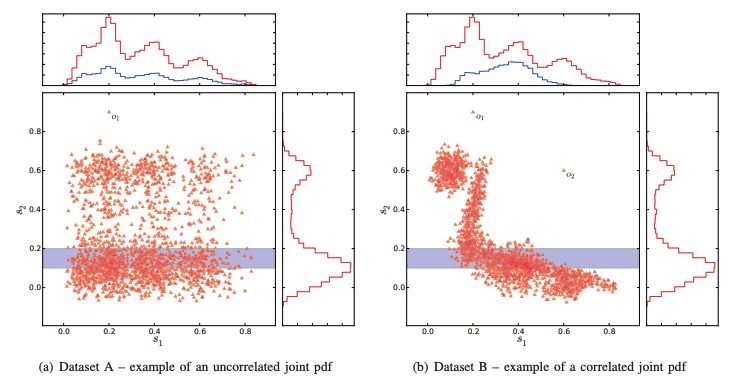 o1
o1
o2
0.8
0.6
0.4
0.2
0.0
s2
0.8
0.6
0.4
0.2
0.0
s2
0.0 0.2 0.4 0.6 0.8
s1
0.0 0.2 0.4 0.6 0.8
s1
(a) Dataset A – example of an uncorrelated joint pdf
(b) Dataset B – example of a correlated joint pdf